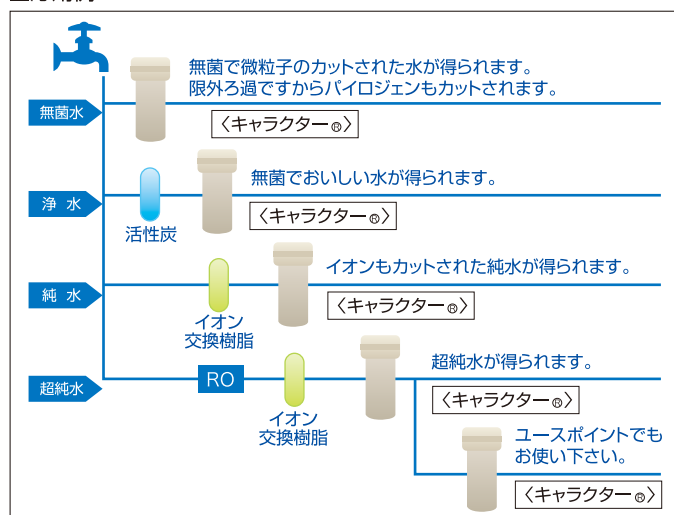 無菌で微粒子のカットされた水が得られます。
限外ろ過ですからパイロジェンもカットされます。
無菌水
〈キャラクター®〉
無菌でおいしい水が得られます。
浄 水
〈キャラクター®〉
活性炭
イオンもカットされた純水が得られます。
純 水
〈キャラクター®〉
イオン
交換樹脂
超純水が得られます。
超純水
RO
〈キャラクター®〉
イオン
交換樹脂
ユースポイントでも
お使い下さい。
〈キャラクター®〉